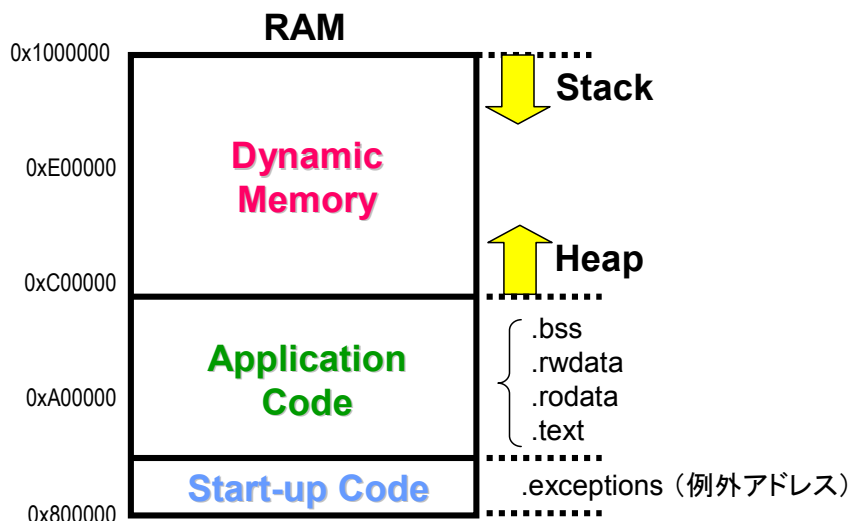 RAM
0x1000000
Stack
Dynamic
Memory
0xE00000
Heap
0xC00000
Application
Code
.bss
.rwdata
.rodata
.text
0xA00000
Start-up Code
.exceptions（例外アドレス）
0x800000